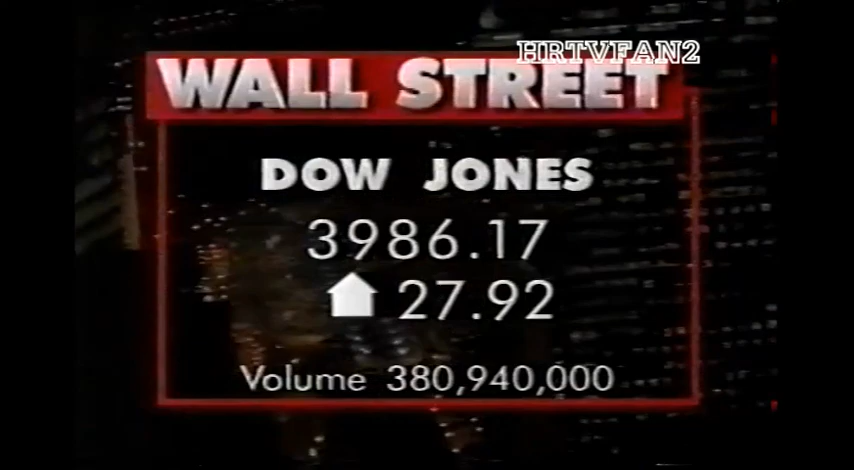 HRTVFAN2
WALL STREET
DOW JONES
3986.17
27.92
Volume 380,940,000